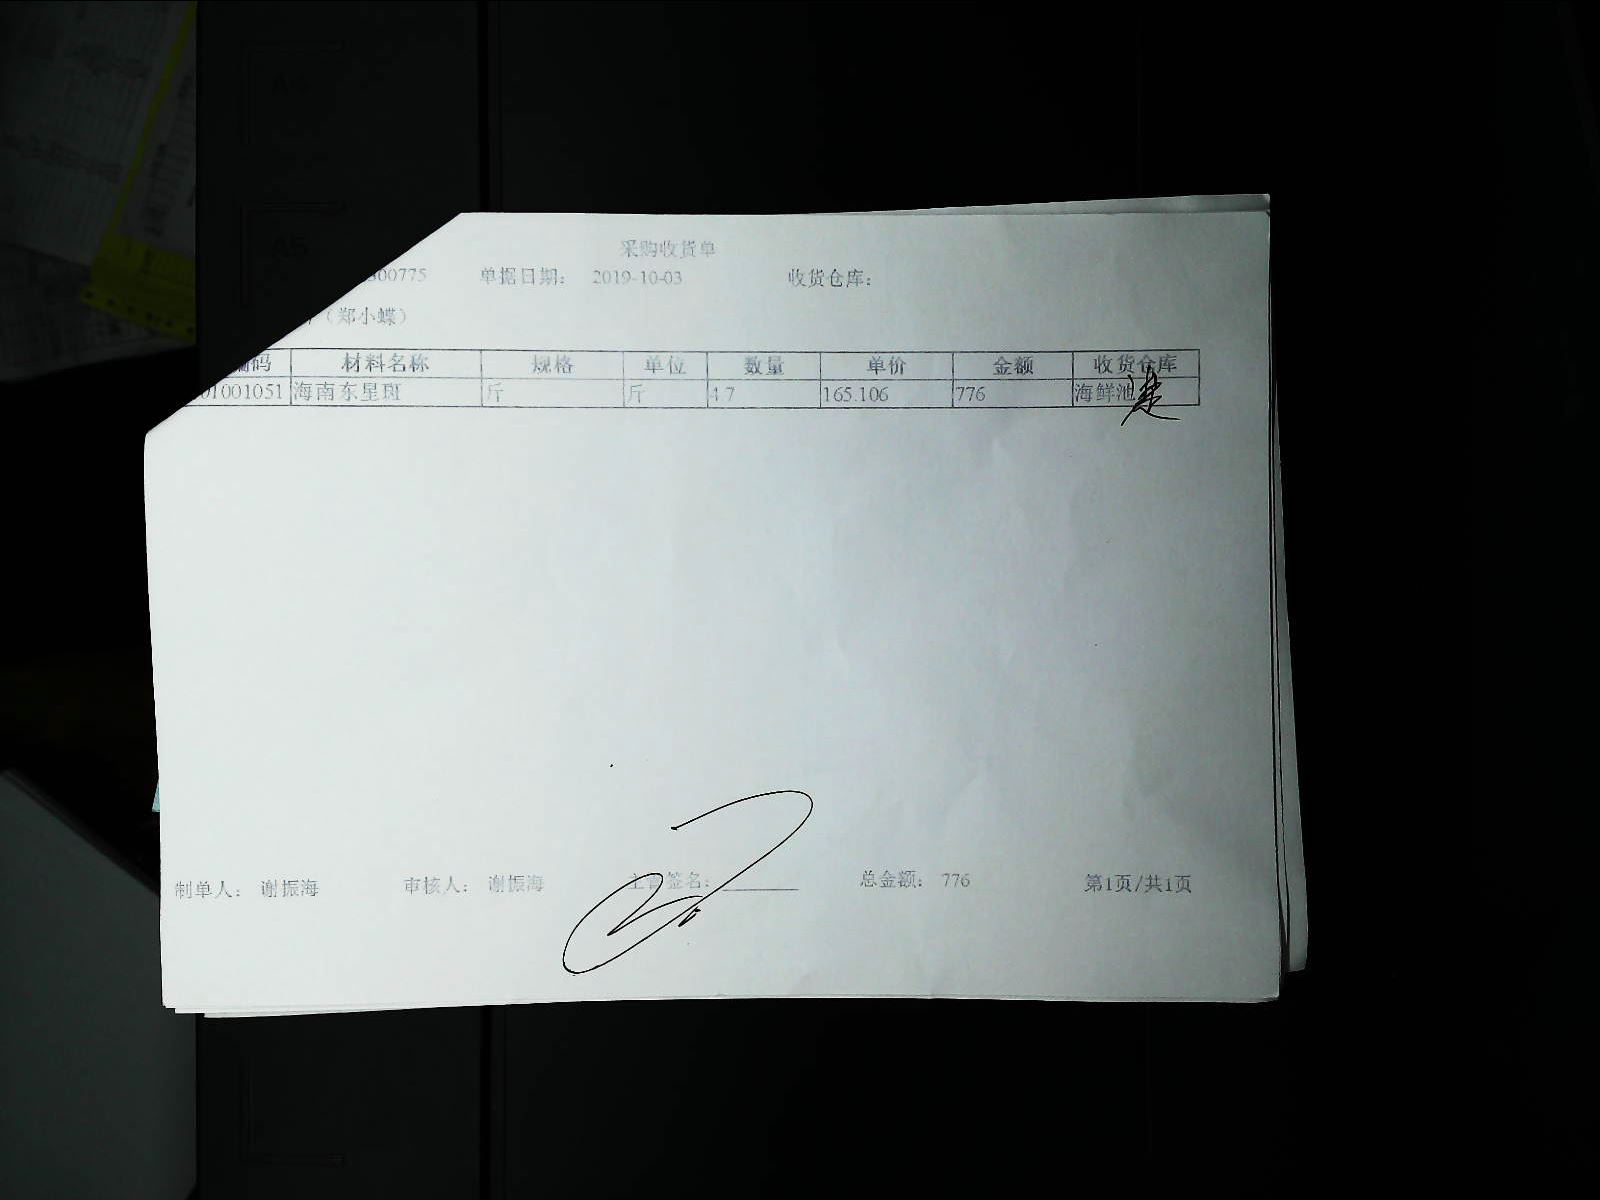 A4
A5
采购收货单
00775 单据日期： 2019-10-03 收货仓库：
（郑小蝶）
编码 材料名称 规格 单位 数量 单价 金额 收货仓库
01001051 海南东星斑 斤 斤 4.7 165.106 776 海鲜池
制单人： 谢振海 审核人： 谢振海 主管签名： 总金额： 776 第1页/共1页